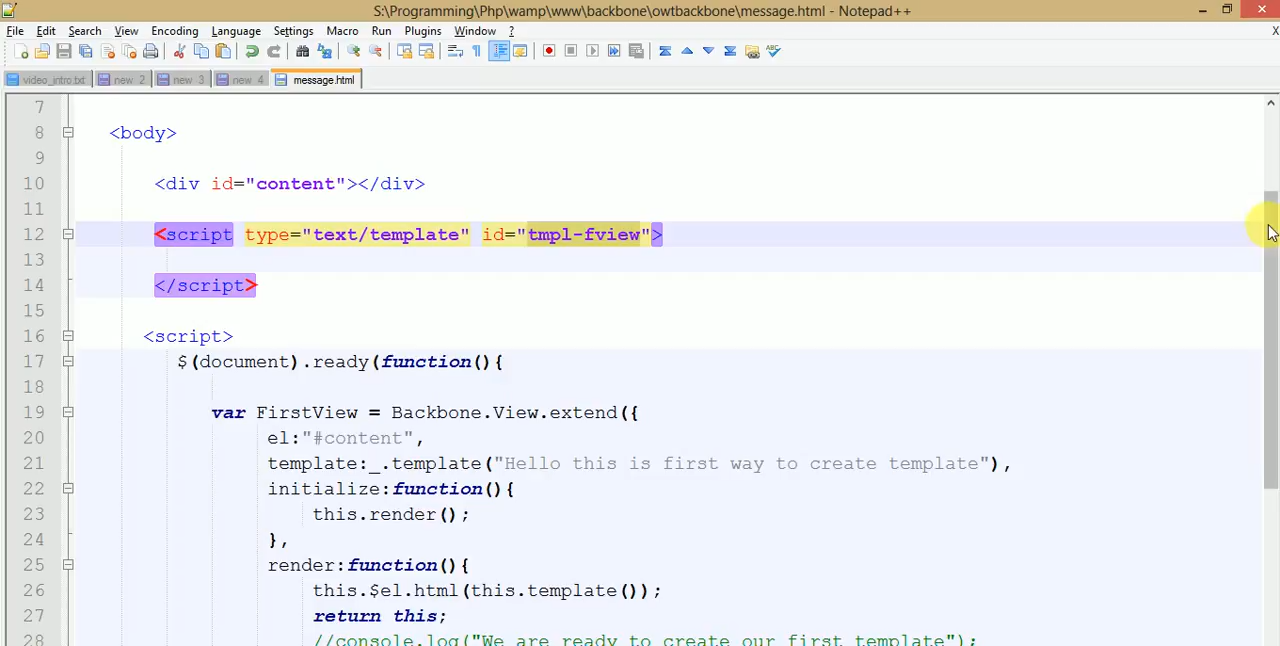 S:\Programming\Php\wamp\www\backbone\owtbackbone\message.html - Notepad++
File Edit Search View Encoding Language Settings Macro Run Plugins Window ? X
video_intro.txt new 2 new 3 new 4 message.html
7
8 <body>
9
10 <div id="content"></div>
11
12 <script type="text/template" id="tmpl-fview">
13
14 </script>
15
16 <script>
17 $(document).ready(function(){
18
19 var FirstView = Backbone.View.extend({
20 el:"#content",
21 template:_.template("Hello this is first way to create template"),
22 initialize:function(){
23 this.render();
24 },
25 render:function(){
26 this.$el.html(this.template());
27 return this;
28 //console.log("We are ready to create our first template");